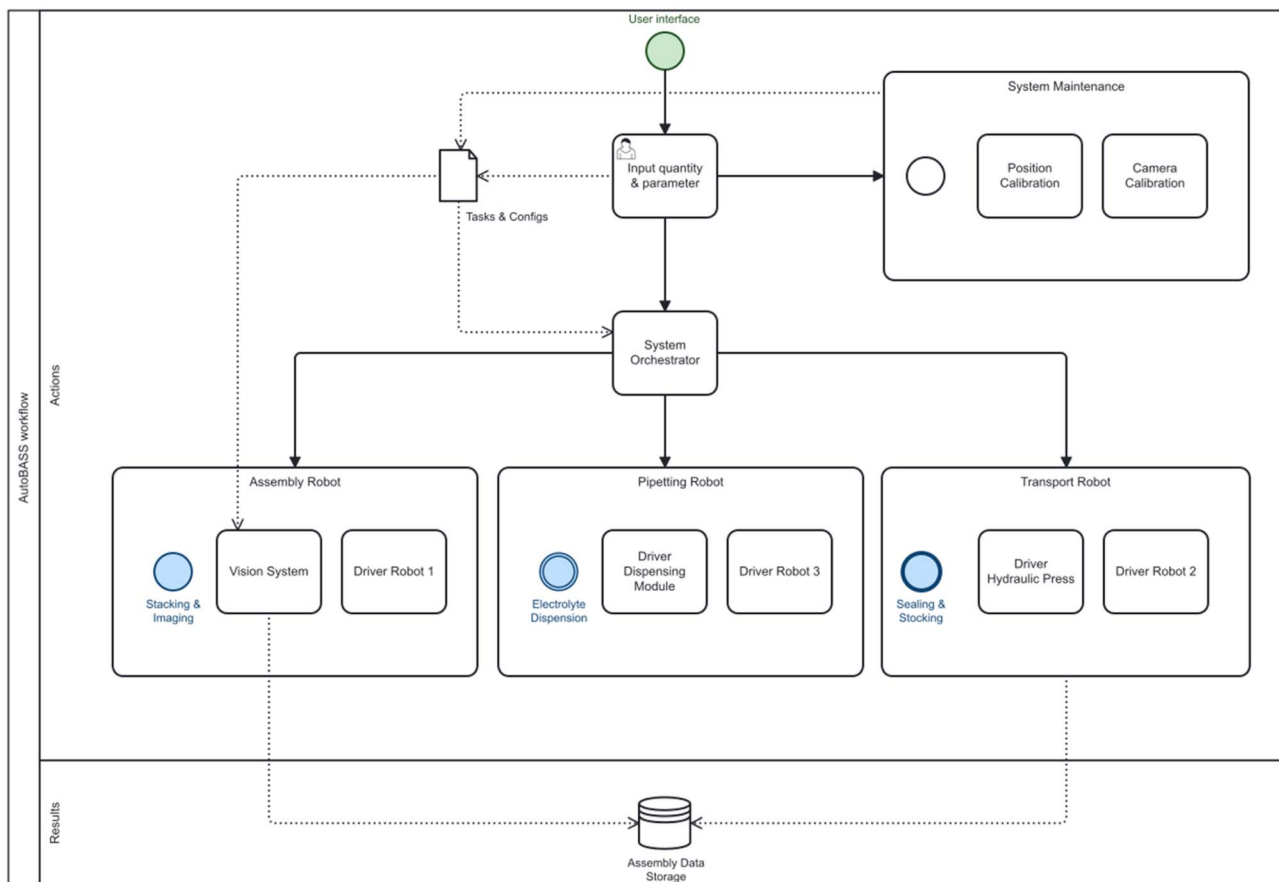 User interface
System Maintenance
Input quantity
& parameter
Position
Calibration
Camera
Calibration
Tasks & Configs
System
Orchestrator
Actions
AutoBASS workflow
Assembly Robot
Pipetting Robot
Transport Robot
Vision System
Driver Robot 1
Stacking &
Imaging
Driver
Dispensing
Module
Driver Robot 3
Electrolyte
Dispension
Driver
Hydraulic Press
Driver Robot 2
Sealing &
Stocking
Results
Assembly Data
Storage